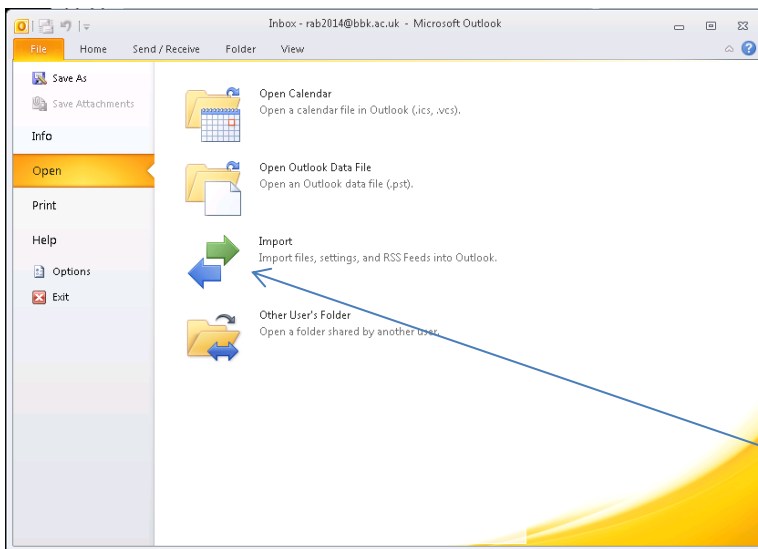 Inbox - rab2014@bbk.ac.uk - Microsoft Outlook
File Home Send / Receive Folder View
Save As
Save Attachments
Info
Open
Print
Help
Options
Exit
Open Calendar
Open a calendar file in Outlook (.ics, .vcs).
Open Outlook Data File
Open an Outlook data file (.pst).
Import
Import files, settings, and RSS Feeds into Outlook.
Other User's Folder
Open a folder shared by another user.